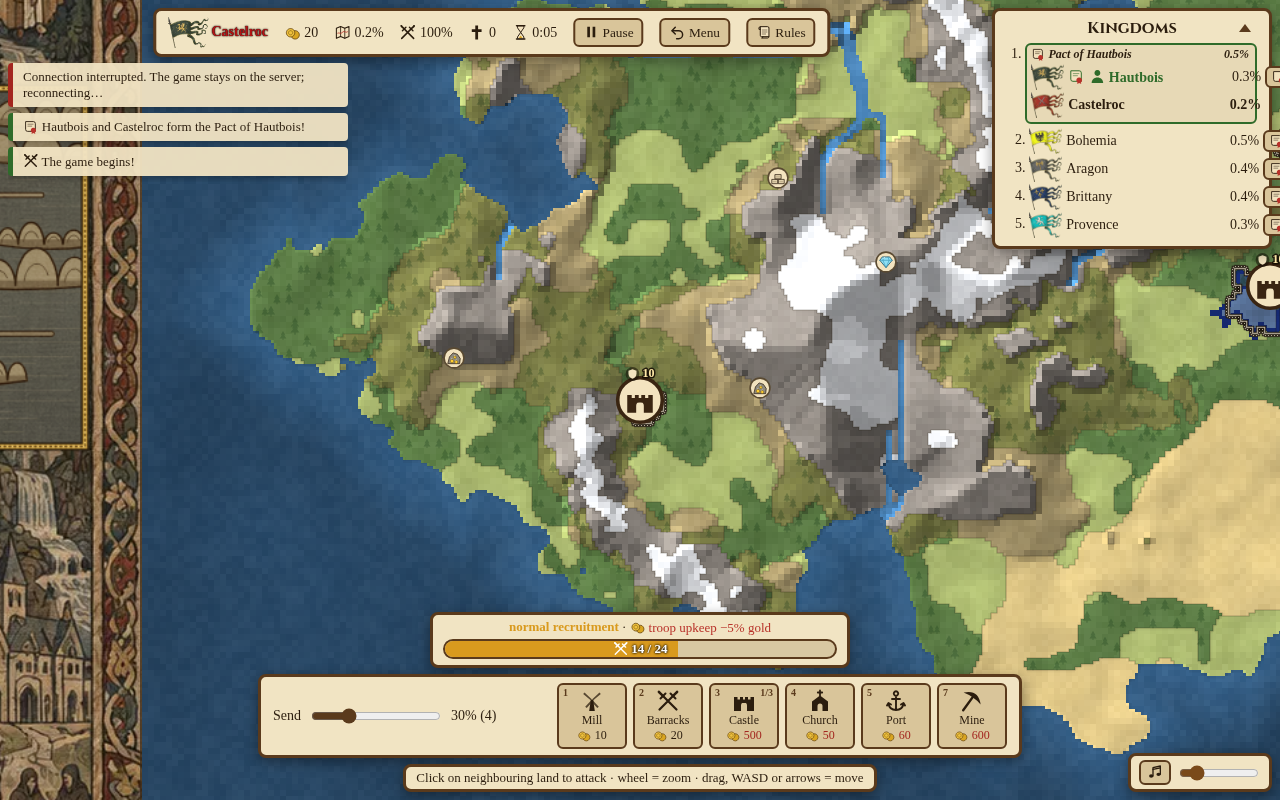 Castelroc 20 0.2% 100% 0 0:05 Pause Menu Rules
Connection interrupted. The game stays on the server;
reconnecting…
Hautbois and Castelroc form the Pact of Hautbois!
The game begins!
Kingdoms
1. Pact of Hautbois 0.5%
Hautbois 0.3%
Castelroc 0.2%
2. Bohemia 0.5%
3. Aragon 0.4%
4. Brittany 0.4%
5. Provence 0.3%
10
10
normal recruitment · troop upkeep −5% gold
14 / 24
Send 30% (4)
1 Mill 10
2 Barracks 20
3 1/3 Castle 500
4 Church 50
5 Port 60
7 Mine 600
Click on neighbouring land to attack · wheel = zoom · drag, WASD or arrows = move